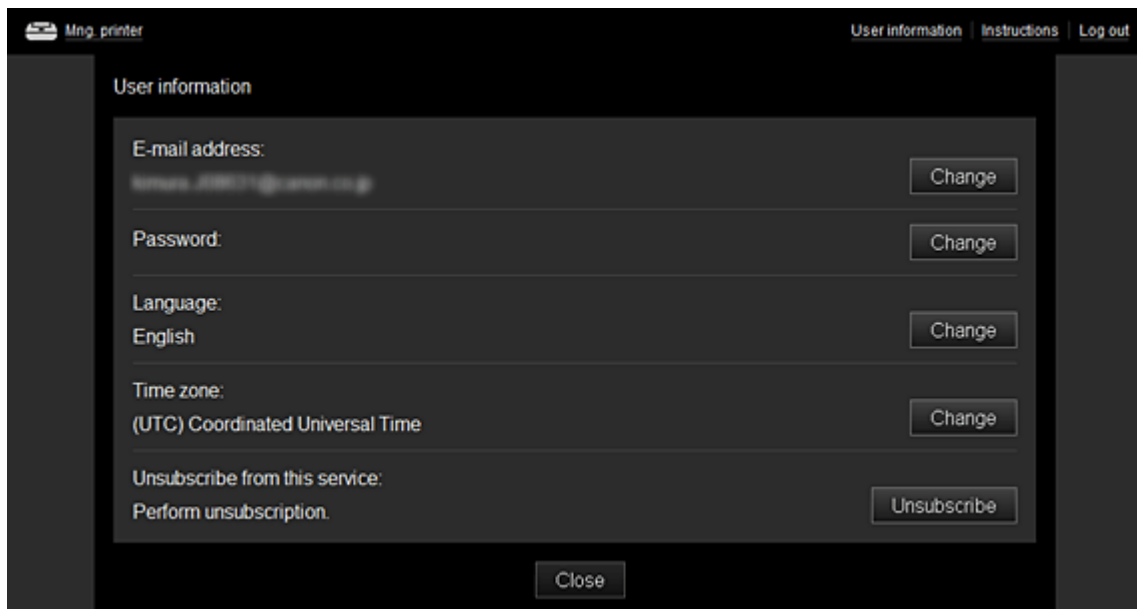 Mng. printer
User information | Instructions | Log out
User information
E-mail address:
Change
Password:
Change
Language:
English
Change
Time zone:
(UTC) Coordinated Universal Time
Change
Unsubscribe from this service:
Perform unsubscription.
Unsubscribe
Close